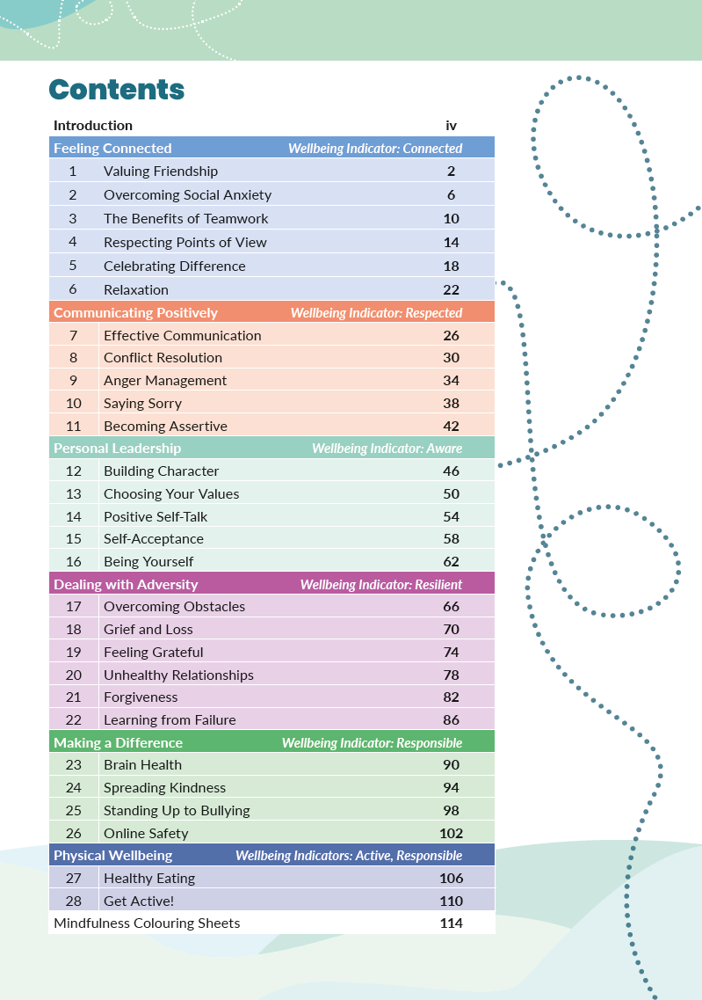 Contents
Introduction iv
Feeling Connected Wellbeing Indicator: Connected
1 Valuing Friendship 2
2 Overcoming Social Anxiety 6
3 The Benefits of Teamwork 10
4 Respecting Points of View 14
5 Celebrating Difference 18
6 Relaxation 22
Communicating Positively Wellbeing Indicator: Respected
7 Effective Communication 26
8 Conflict Resolution 30
9 Anger Management 34
10 Saying Sorry 38
11 Becoming Assertive 42
Personal Leadership Wellbeing Indicator: Aware
12 Building Character 46
13 Choosing Your Values 50
14 Positive Self-Talk 54
15 Self-Acceptance 58
16 Being Yourself 62
Dealing with Adversity Wellbeing Indicator: Resilient
17 Overcoming Obstacles 66
18 Grief and Loss 70
19 Feeling Grateful 74
20 Unhealthy Relationships 78
21 Forgiveness 82
22 Learning from Failure 86
Making a Difference Wellbeing Indicator: Responsible
23 Brain Health 90
24 Spreading Kindness 94
25 Standing Up to Bullying 98
26 Online Safety 102
Physical Wellbeing Wellbeing Indicators: Active, Responsible
27 Healthy Eating 106
28 Get Active! 110
Mindfulness Colouring Sheets 114